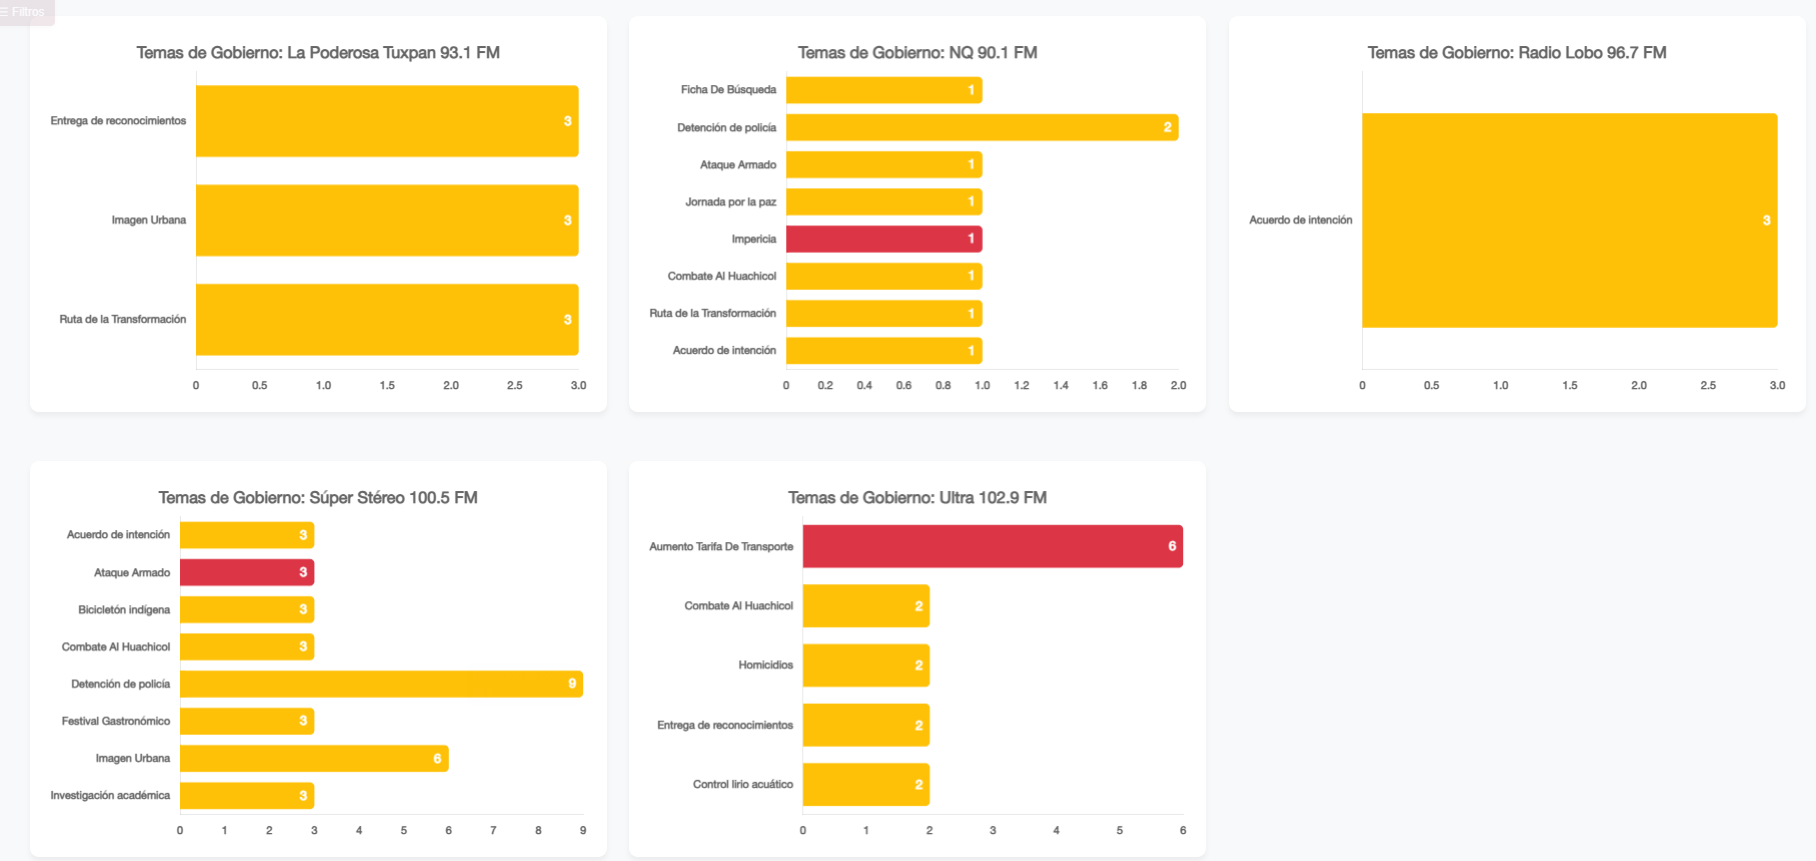 ☰ Filtros
Temas de Gobierno: La Poderosa Tuxpan 93.1 FM
Entrega de reconocimientos 3
Imagen Urbana 3
Ruta de la Transformación 3
0 0.5 1.0 1.5 2.0 2.5 3.0
Temas de Gobierno: NQ 90.1 FM
Ficha De Búsqueda 1
Detención de policía 2
Ataque Armado 1
Jornada por la paz 1
Impericia 1
Combate Al Huachicol 1
Ruta de la Transformación 1
Acuerdo de intención 1
0 0.2 0.4 0.6 0.8 1.0 1.2 1.4 1.6 1.8 2.0
Temas de Gobierno: Radio Lobo 96.7 FM
Acuerdo de intención 3
0 0.5 1.0 1.5 2.0 2.5 3.0
Temas de Gobierno: Súper Stéreo 100.5 FM
Acuerdo de intención 3
Ataque Armado 3
Bicicletón indígena 3
Combate Al Huachicol 3
Detención de policía 9
Festival Gastronómico 3
Imagen Urbana 6
Investigación académica 3
0 1 2 3 4 5 6 7 8 9
Temas de Gobierno: Ultra 102.9 FM
Aumento Tarifa De Transporte 6
Combate Al Huachicol 2
Homicidios 2
Entrega de reconocimientos 2
Control lirio acuático 2
0 1 2 3 4 5 6